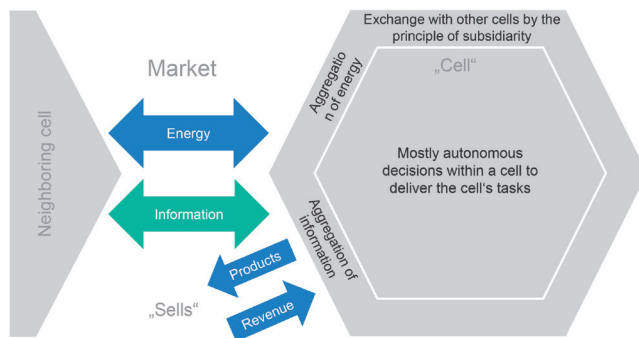 Exchange with other cells by the
principle of subsidiarity
„Cell“
Aggregatio
n of energy
Market
Energy
Neighboring cell
Mostly autonomous
decisions within a cell to
deliver the cell‘s tasks
Information
Aggregation of
information
Products
„Sells“
Revenue